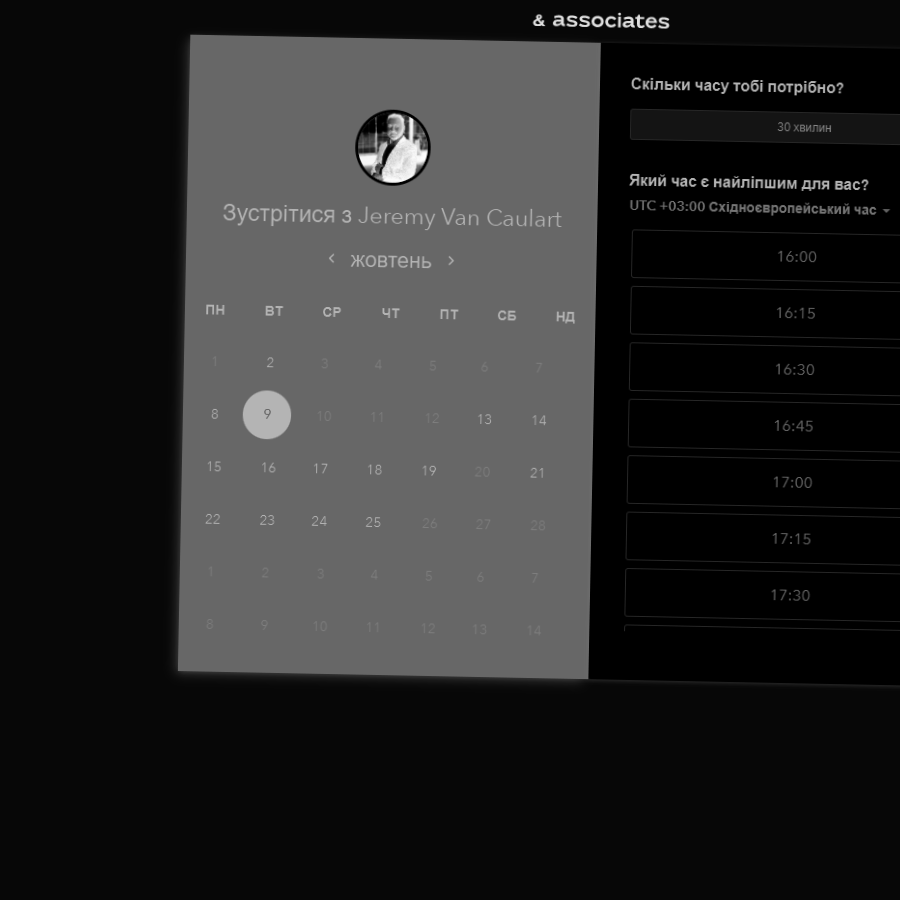 & associates
Зустрітися з Jeremy Van Caulart
жовтень
ПН ВТ СР ЧТ ПТ СБ НД
1 2 3 4 5 6 7
8 9 10 11 12 13 14
15 16 17 18 19 20 21
22 23 24 25 26 27 28
1 2 3 4 5 6 7
8 9 10 11 12 13 14
Скільки часу тобі потрібно?
30 хвилин
Який час є найліпшим для вас?
UTC +03:00 Східноєвропейський час
16:00
16:15
16:30
16:45
17:00
17:15
17:30